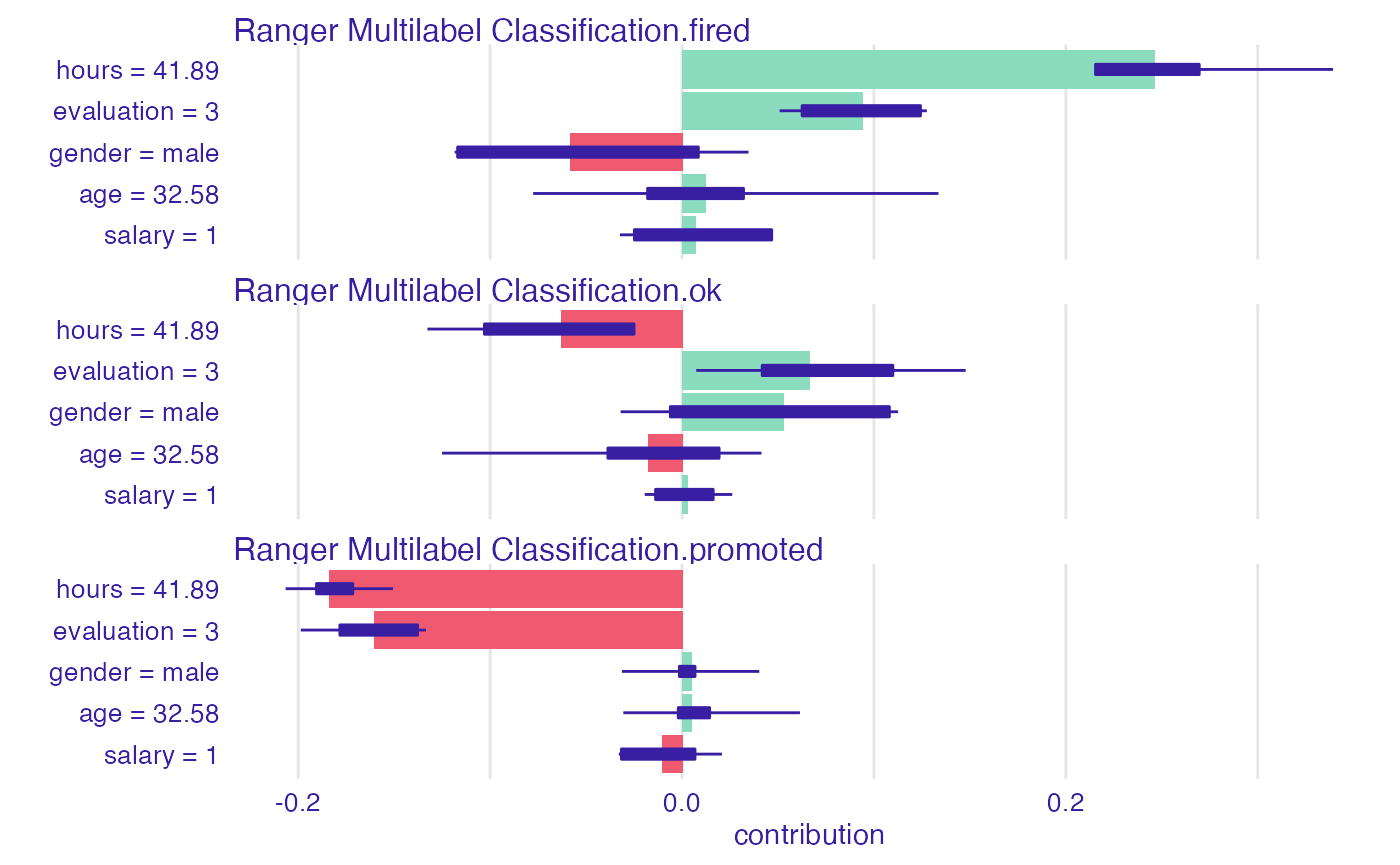 Ranger Multilabel Classification.fired
hours = 41.89
evaluation = 3
gender = male
age = 32.58
salary = 1
Ranger Multilabel Classification.ok
hours = 41.89
evaluation = 3
gender = male
age = 32.58
salary = 1
Ranger Multilabel Classification.promoted
hours = 41.89
evaluation = 3
gender = male
age = 32.58
salary = 1
-0.2 0.0 0.2
contribution